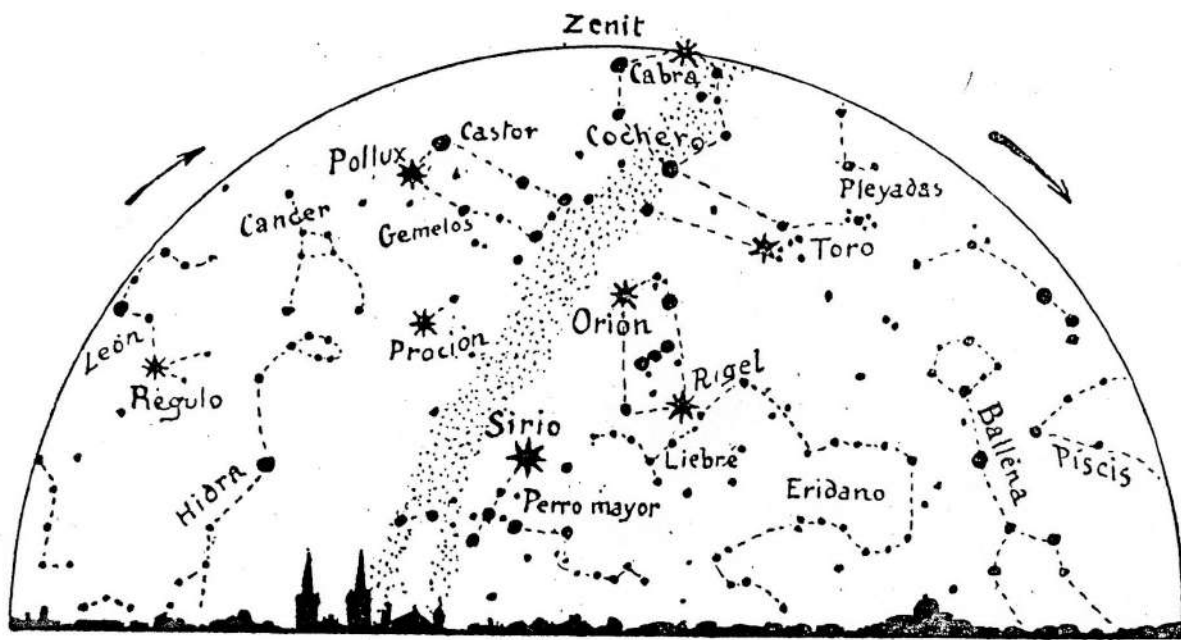 Zenit
Cabra
Castor
Cochero
Pollux
Pleyadas
Cancer
Gemelos
Toro
Orion
León
Procion
Régulo
Rigel
Sirio
Liebre
Balléna
Piscis
Hidra
Perro mayor
Eridano